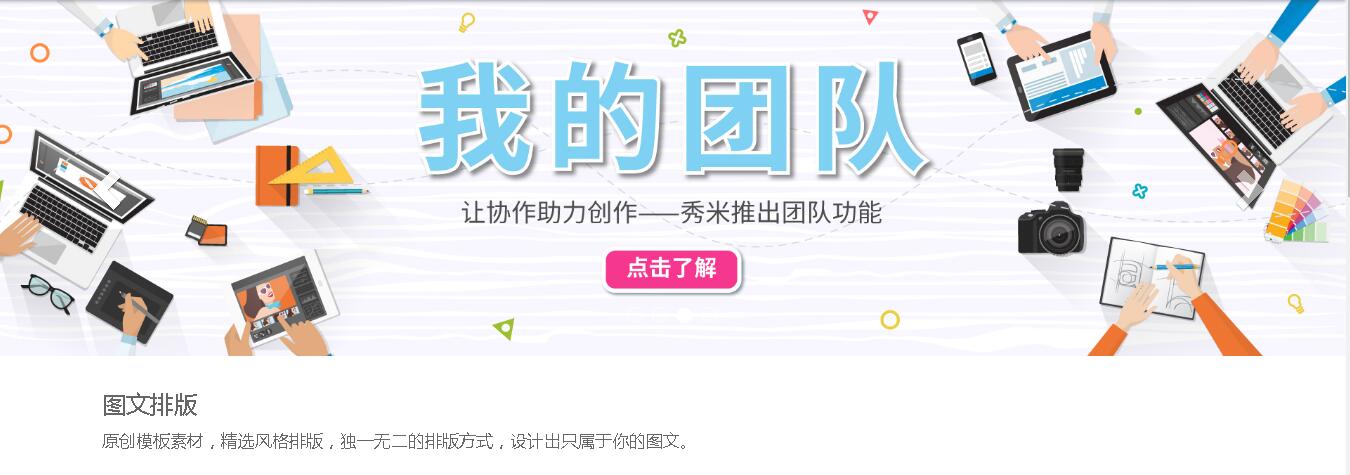 我的团队
让协作助力创作——秀米推出团队功能
点击了解
图文排版
原创模板素材，精选风格排版，独一无二的排版方式，设计出只属于你的图文。